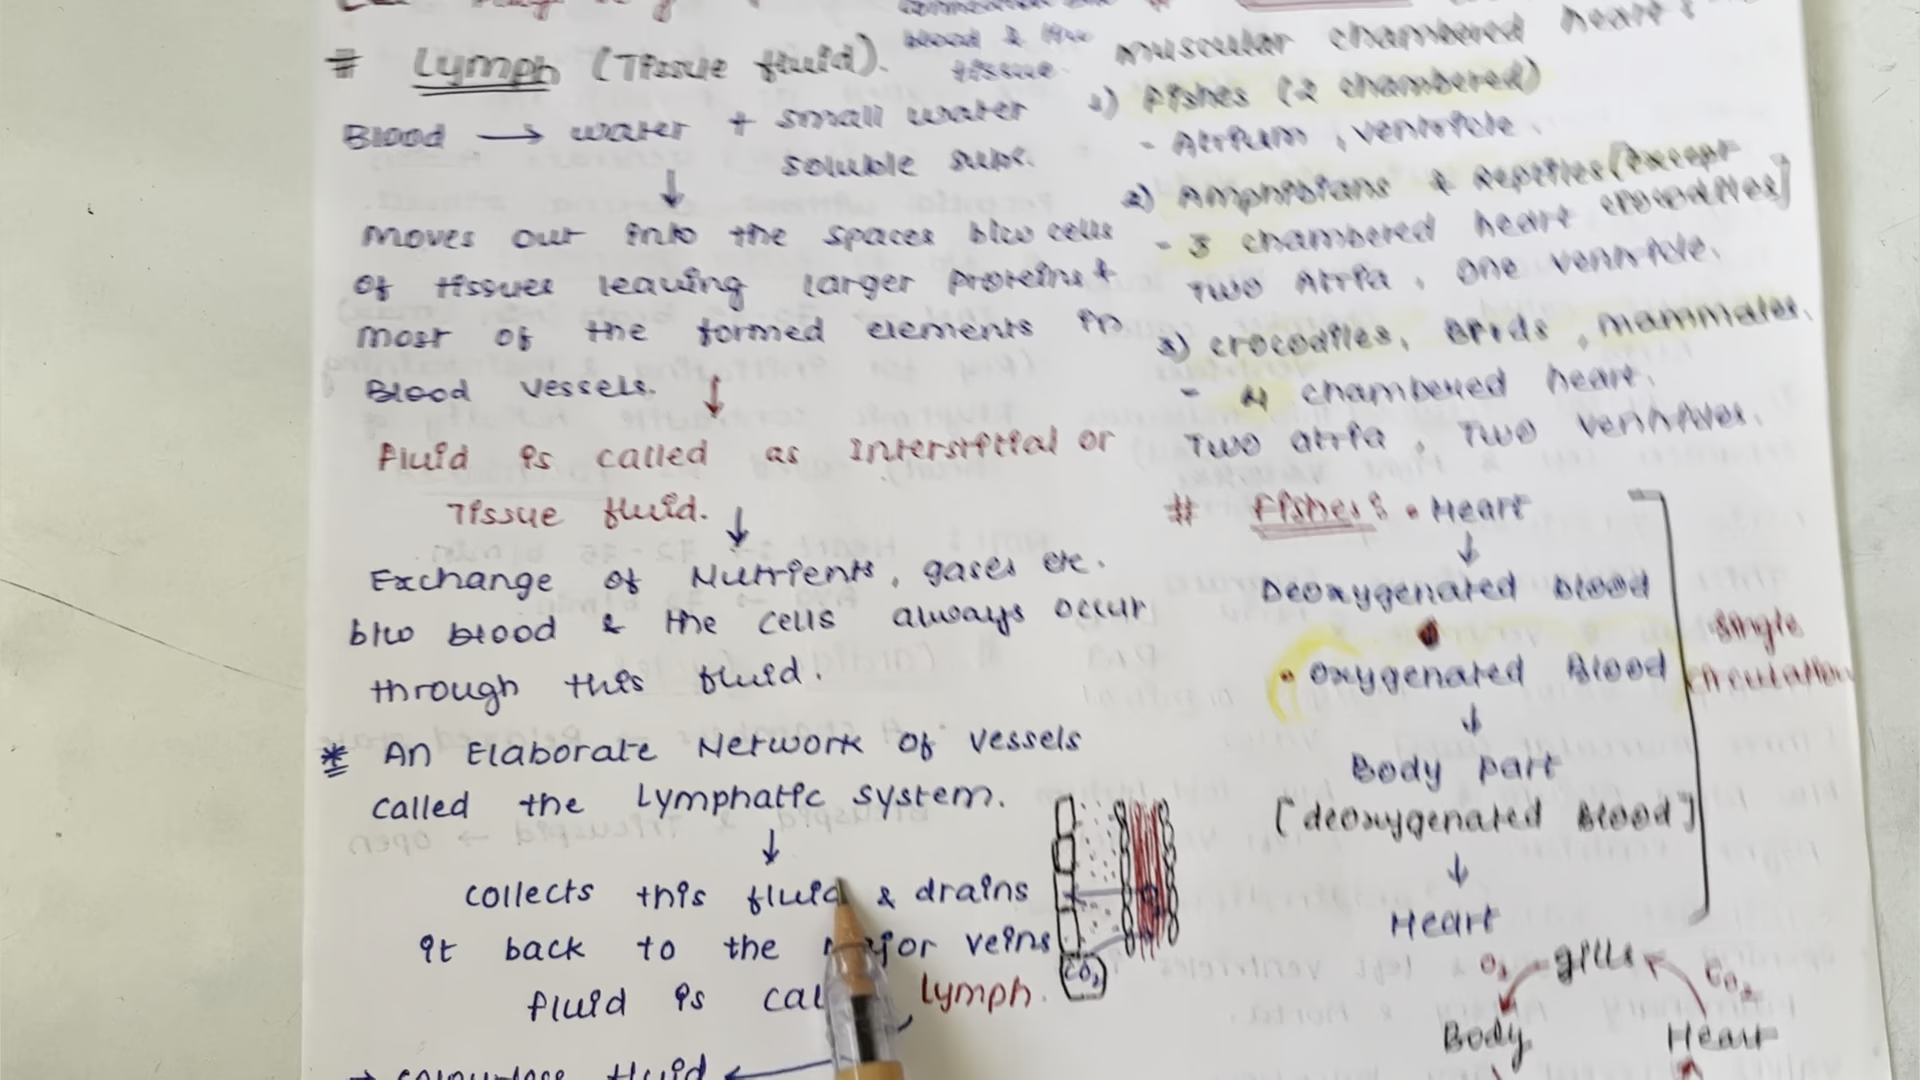 # Lymph (Tissue fluid).
Blood → water + small water
soluble subs.
↓
moves out into the spaces b/w cells
of tissues leaving larger proteins &
most of the formed elements in
Blood vessels. ↓
fluid is called as Interstitial or
Tissue fluid. ↓
Exchange of Nutrients, gases etc.
b/w blood & the cells always occur
through this fluid.
* An Elaborate Network of vessels
called the Lymphatic system.
↓
collects this fluid & drains
it back to the major veins
fluid is lymph.
CO₂
fluid ←
blood & the
tissue
muscular chambered heart:
1) Fishes (2 chambered)
- Atrium, ventricle.
2) Amphibians & Reptiles [except
crocodiles]
- 3 chambered heart
Two Atria, One ventricle.
3) crocodiles, Birds, mammals.
- 4 chambered heart.
Two atria, Two ventricles.
# Fishes: • Heart
↓
Deoxygenated blood
• Oxygenated Blood
↓
Body part
[deoxygenated blood]
↓
Heart
single
circulation
O₂ gills CO₂
Body Heart